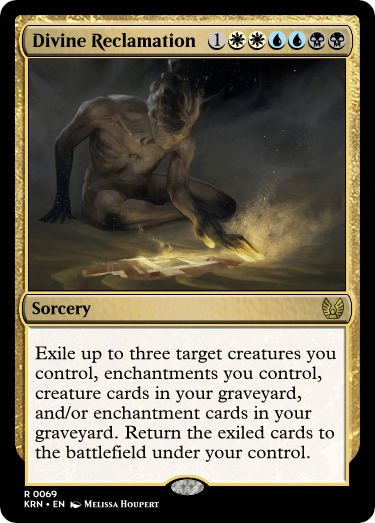 Divine Reclamation 1
Sorcery
Exile up to three target creatures you
control, enchantments you control,
creature cards in your graveyard,
and/or enchantment cards in your
graveyard. Return the exiled cards to
the battlefield under your control.
R 0069
KRN • EN Melissa Houpert